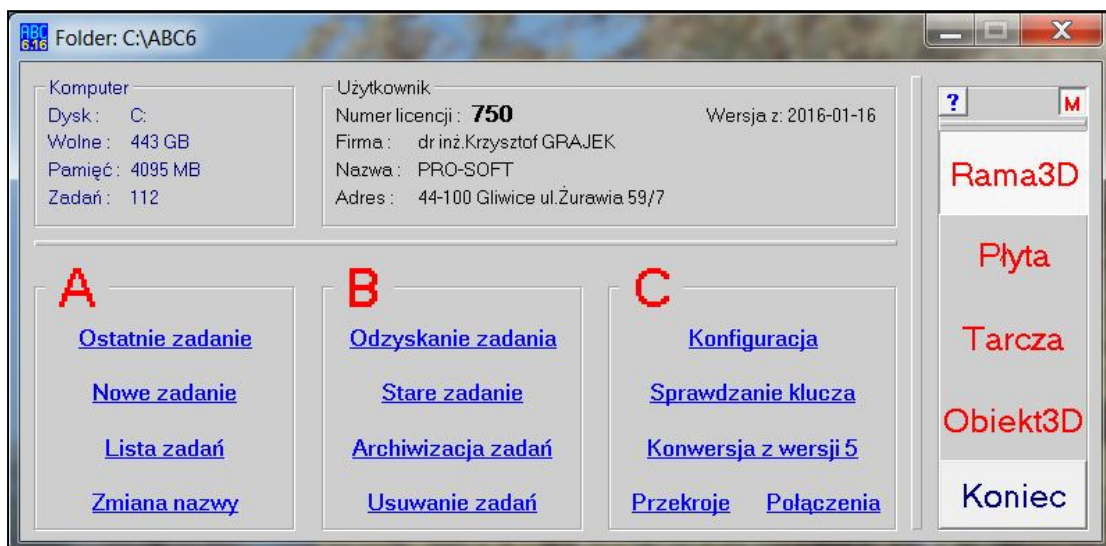 ABC
6.16
Folder: C:\ABC6
X
Komputer
Dysk: C:
Wolne: 443 GB
Pamięć: 4095 MB
Zadań: 112
Użytkownik
Numer licencji: 750 Wersja z: 2016-01-16
Firma: dr inż.Krzysztof GRAJEK
Nazwa: PRO-SOFT
Adres: 44-100 Gliwice ul.Żurawia 59/7
A
Ostatnie zadanie
Nowe zadanie
Lista zadań
Zmiana nazwy
B
Odzyskanie zadania
Stare zadanie
Archiwizacja zadań
Usuwanie zadań
C
Konfiguracja
Sprawdzanie klucza
Konwersja z wersji 5
Przekroje Połączenia
? M
Rama3D
Płyta
Tarcza
Obiekt3D
Koniec